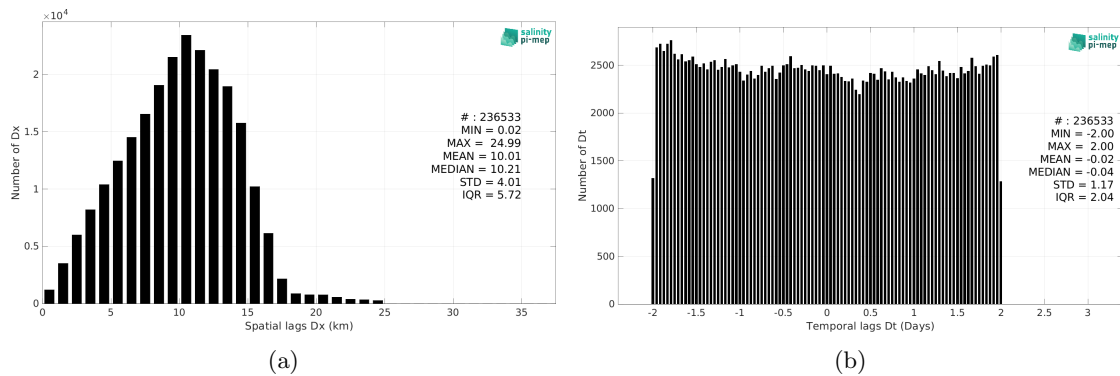 ×10⁴
2
1.5
1
0.5
0
0
5
10
15
20
25
30
35
Number of Dx
Spatial lags Dx (km)
salinity
pi-mep
# : 236533
MIN = 0.02
MAX = 24.99
MEAN = 10.01
MEDIAN = 10.21
STD = 4.01
IQR = 5.72
(a)
2500
2000
1500
1000
500
0
-2
-1.5
-1
-0.5
0
0.5
1
1.5
2
2.5
3
Number of Dt
Temporal lags Dt (Days)
salinity
pi-mep
# : 236533
MIN = -2.00
MAX = 2.00
MEAN = -0.02
MEDIAN = -0.04
STD = 1.17
IQR = 2.04
(b)